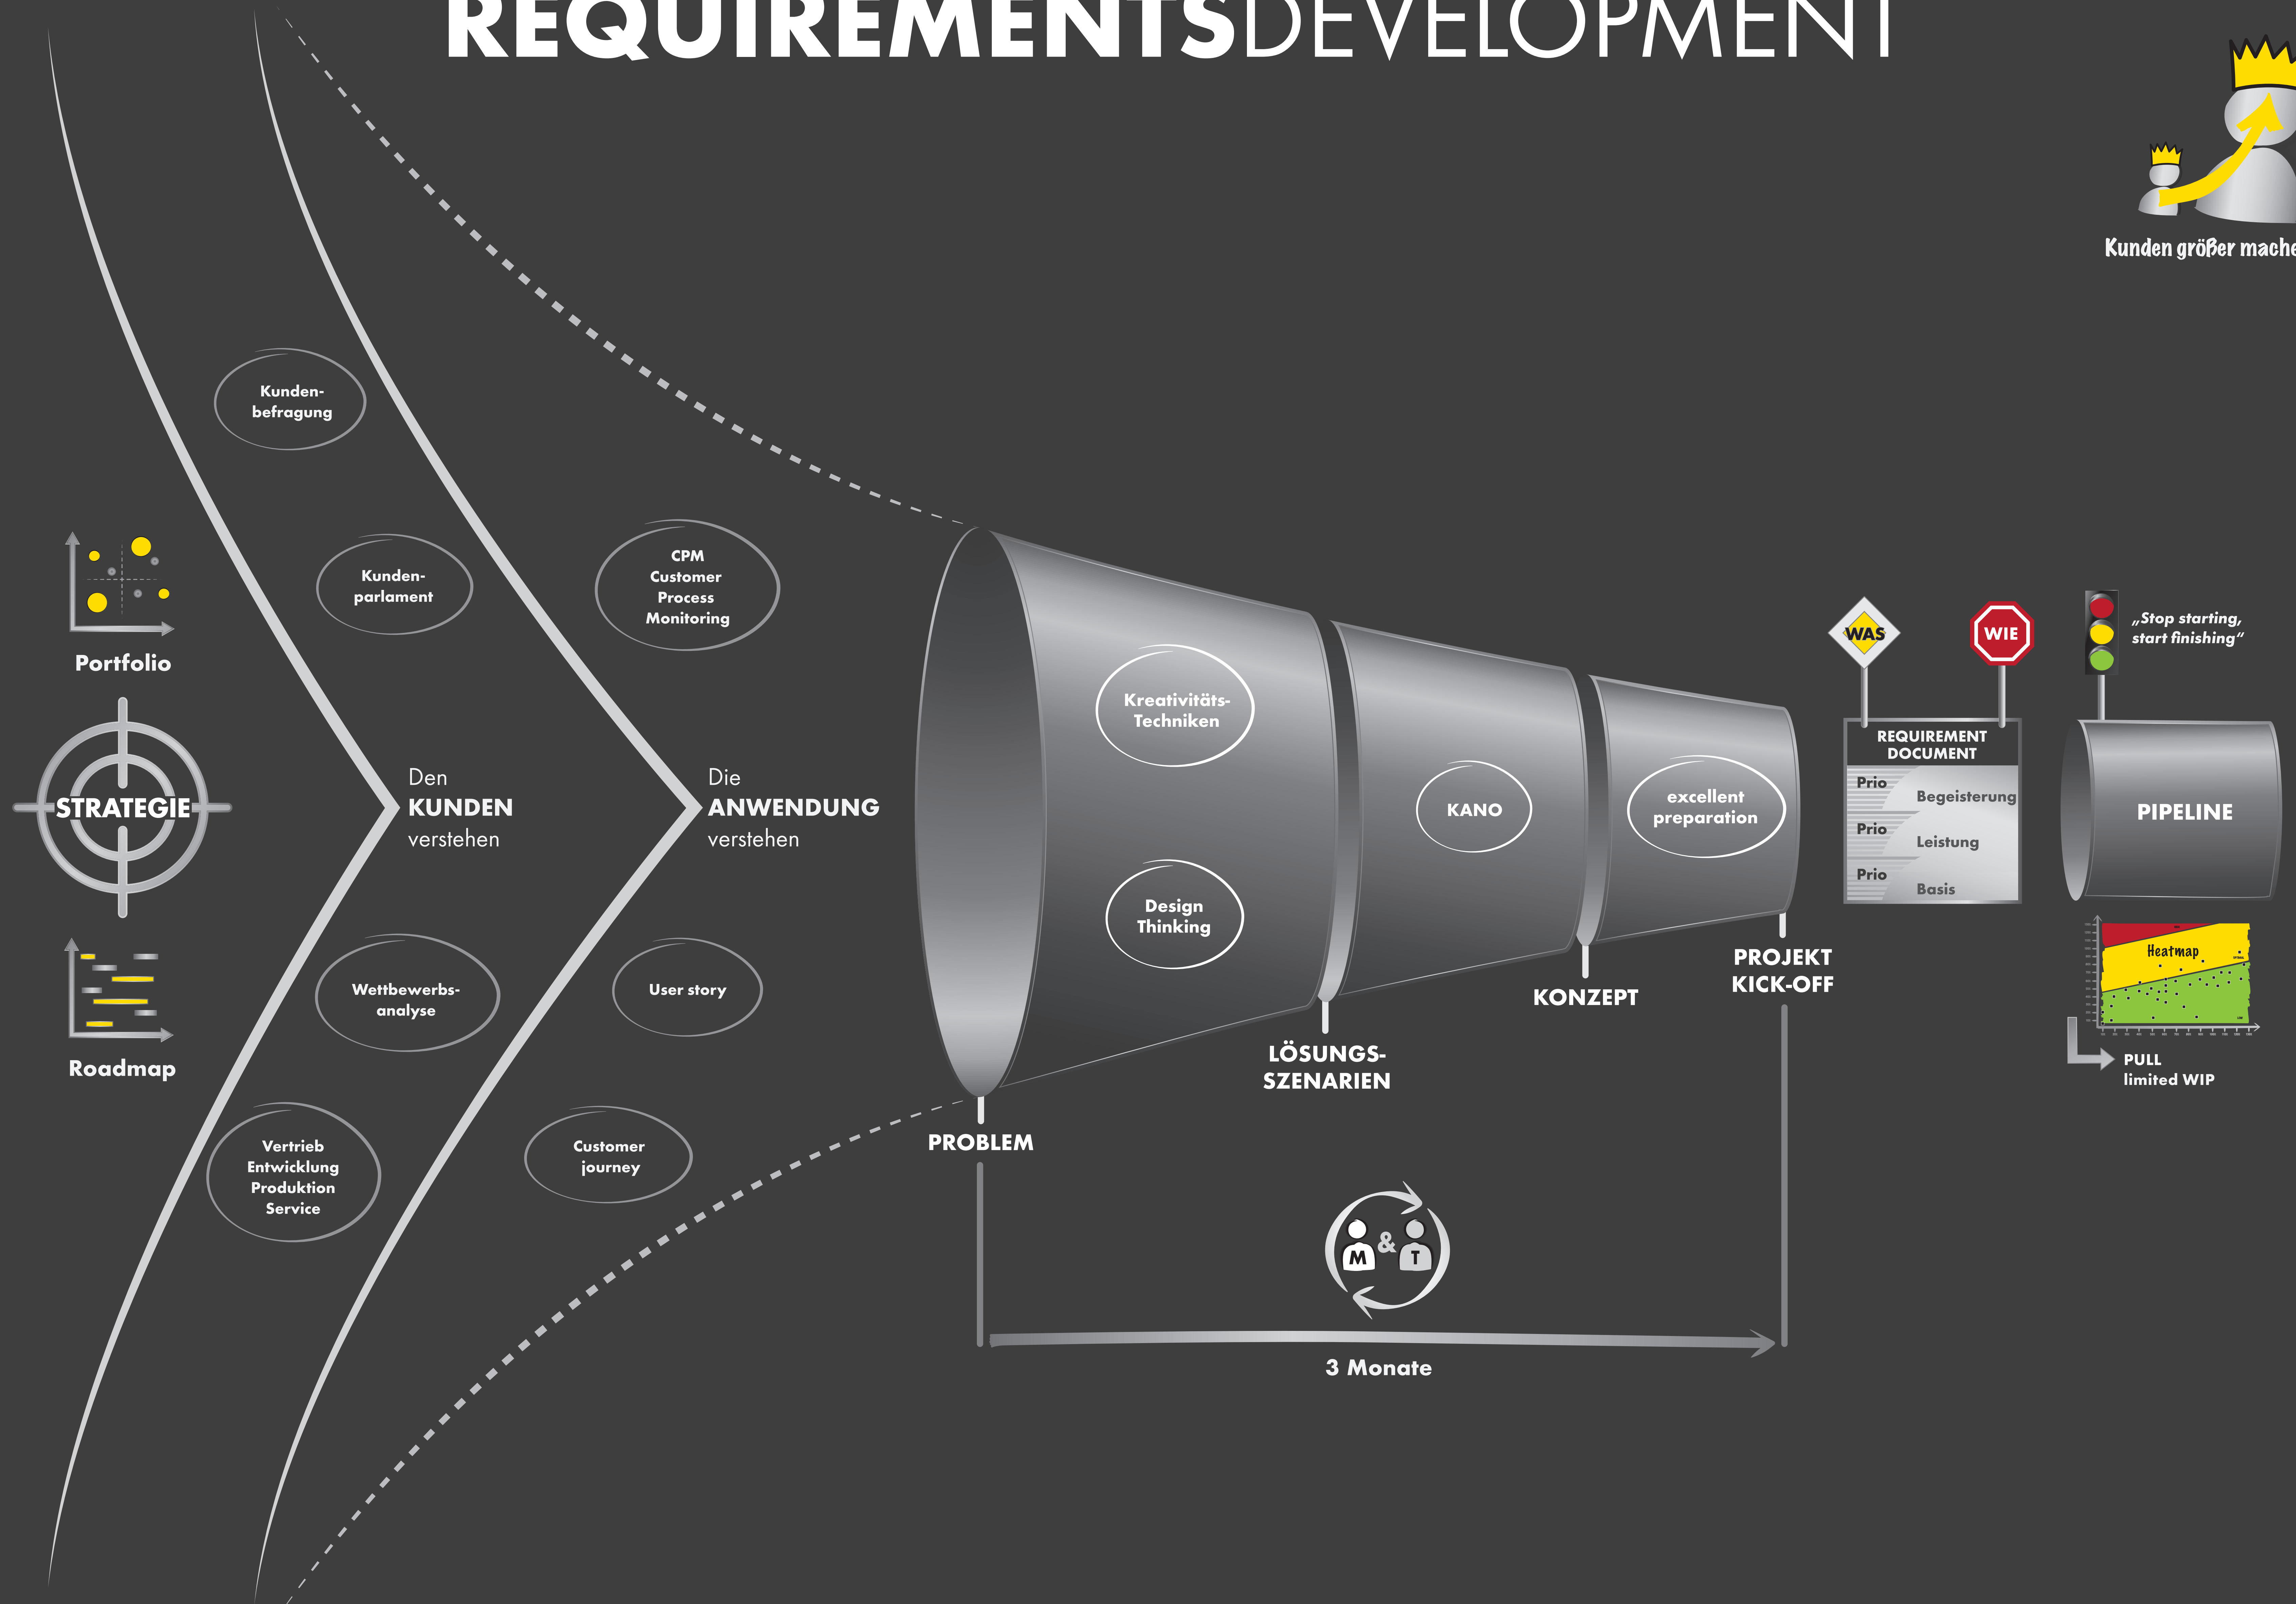 REQUIREMENTSDEVELOPMENT
Kunden größer mache
Kunden-
befragung
Kunden-
parlament
CPM
Customer
Process
Monitoring
Portfolio
STRATEGIE
Roadmap
Den
KUNDEN
verstehen
Die
ANWENDUNG
verstehen
Wettbewerbs-
analyse
User story
Vertrieb
Entwicklung
Produktion
Service
Customer
journey
Kreativitäts-
Techniken
Design
Thinking
KANO
excellent
preparation
PROBLEM
LÖSUNGS-
SZENARIEN
KONZEPT
PROJEKT
KICK-OFF
M & T
3 Monate
WAS
WIE
REQUIREMENT
DOCUMENT
Prio
Begeisterung
Prio
Leistung
Prio
Basis
„Stop starting,
start finishing“
PIPELINE
Heatmap
PULL
limited WIP